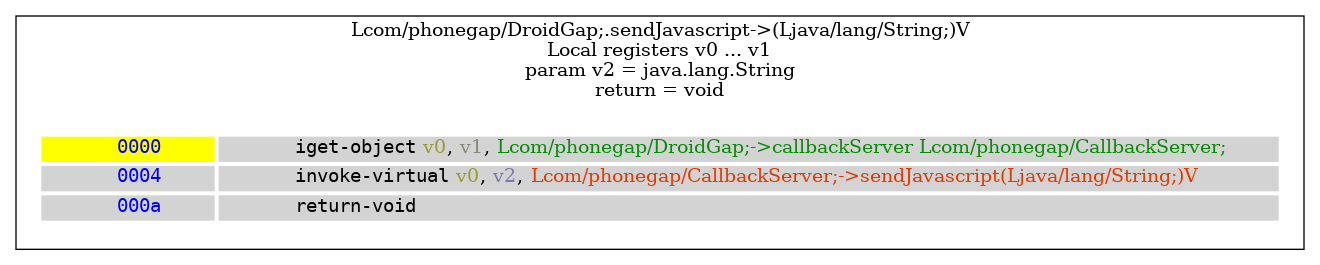 Lcom/phonegap/DroidGap;.sendJavascript->(Ljava/lang/String;)V
Local registers v0 ... v1
param v2 = java.lang.String
return = void
0000 iget-object v0, v1, Lcom/phonegap/DroidGap;->callbackServer Lcom/phonegap/CallbackServer;
0004 invoke-virtual v0, v2, Lcom/phonegap/CallbackServer;->sendJavascript(Ljava/lang/String;)V
000a return-void